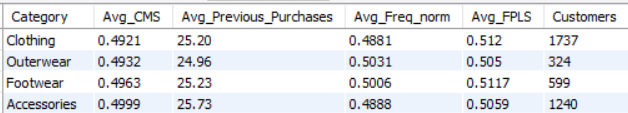 Category Avg_CMS Avg_Previous_Purchases Avg_Freq_norm Avg_FPLS Customers
Clothing 0.4921 25.20 0.4881 0.512 1737
Outerwear 0.4932 24.96 0.5031 0.505 324
Footwear 0.4963 25.23 0.5006 0.5117 599
Accessories 0.4999 25.73 0.4888 0.5059 1240